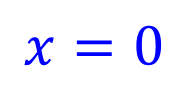 x = 0